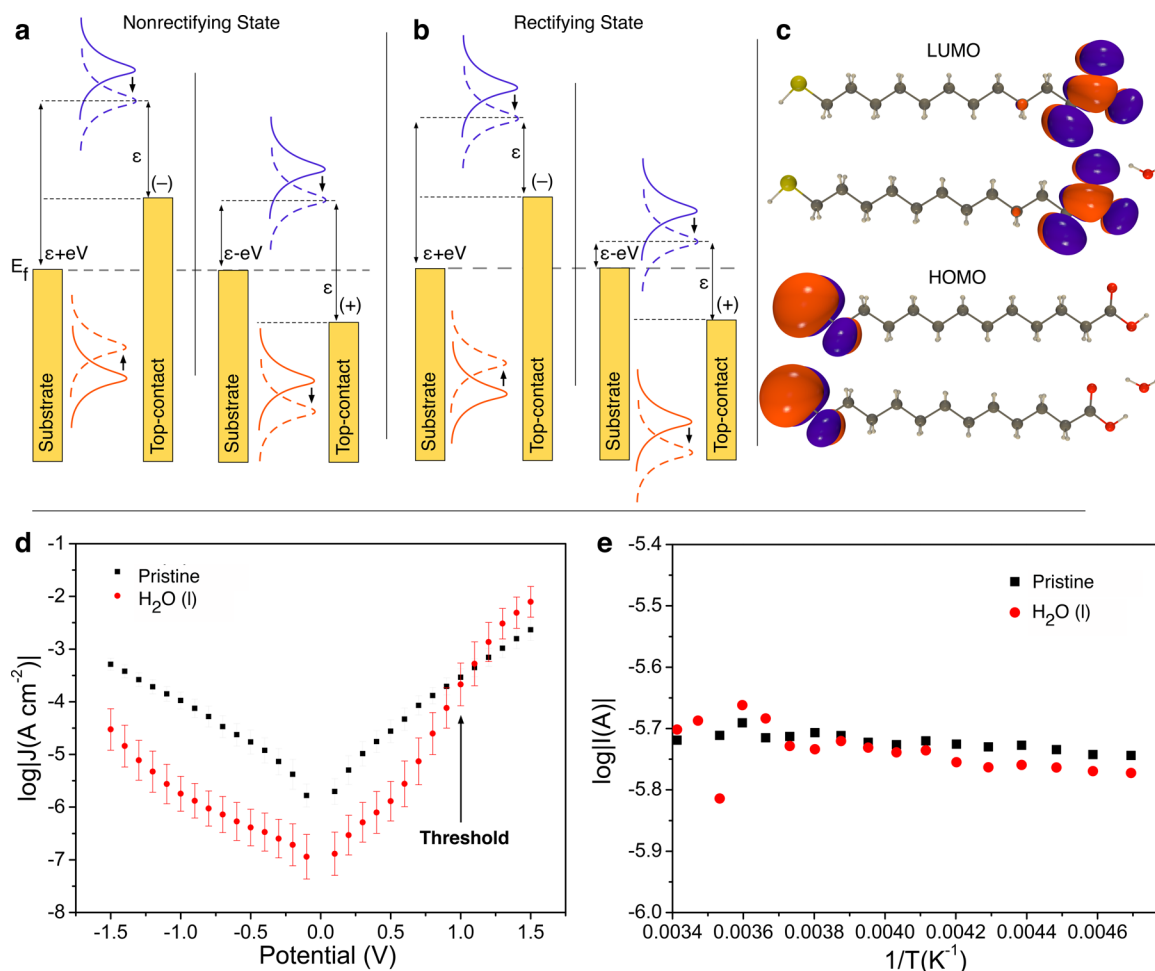 a Nonrectifying State
b Rectifying State
c
LUMO
HOMO
ε
(–)
ε+eV
ε-eV
ε
(+)
E_f
Substrate
Top-contact
Substrate
Top-contact
ε
(–)
ε+eV
ε-eV
ε
(+)
Substrate
Top-contact
Substrate
Top-contact
d
-1
-2
-3
-4
-5
-6
-7
-8
log|J(A cm⁻²)|
Pristine
H₂O (l)
Threshold
-1.5 -1.0 -0.5 0.0 0.5 1.0 1.5
Potential (V)
e
-5.4
-5.5
-5.6
-5.7
-5.8
-5.9
-6.0
log|I(A)|
Pristine
H₂O (l)
0.0034 0.0036 0.0038 0.0040 0.0042 0.0044 0.0046
1/T(K⁻¹)